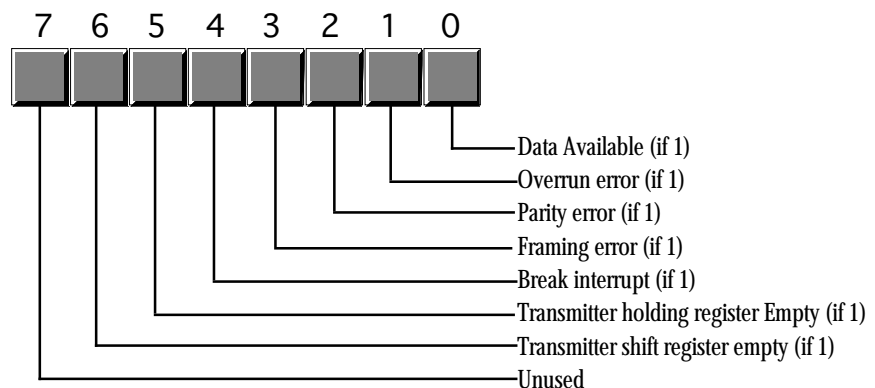 7 6 5 4 3 2 1 0
Data Available (if 1)
Overrun error (if 1)
Parity error (if 1)
Framing error (if 1)
Break interrupt (if 1)
Transmitter holding register Empty (if 1)
Transmitter shift register empty (if 1)
Unused